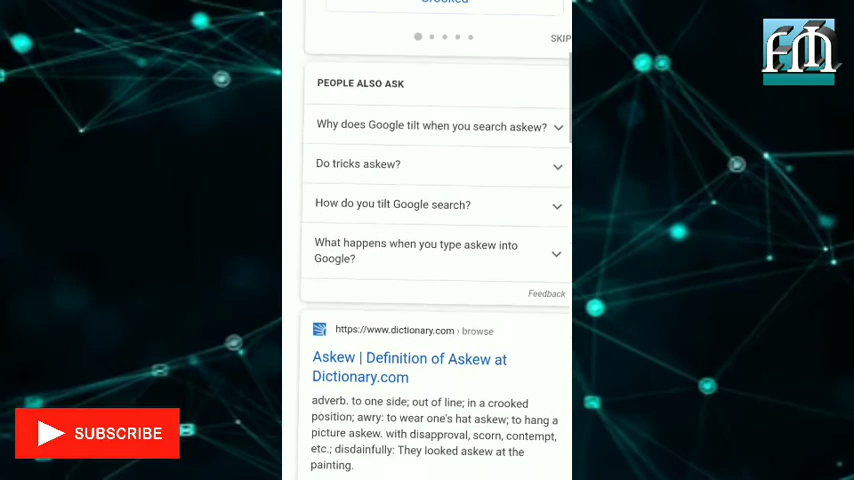 Crooked
SKIP
PEOPLE ALSO ASK
Why does Google tilt when you search askew?
Do tricks askew?
How do you tilt Google search?
What happens when you type askew into
Google?
Feedback
https://www.dictionary.com › browse
Askew | Definition of Askew at
Dictionary.com
adverb. to one side; out of line; in a crooked
position; awry: to wear one's hat askew; to hang a
picture askew. with disapproval, scorn, contempt,
etc.; disdainfully: They looked askew at the
painting.
SUBSCRIBE